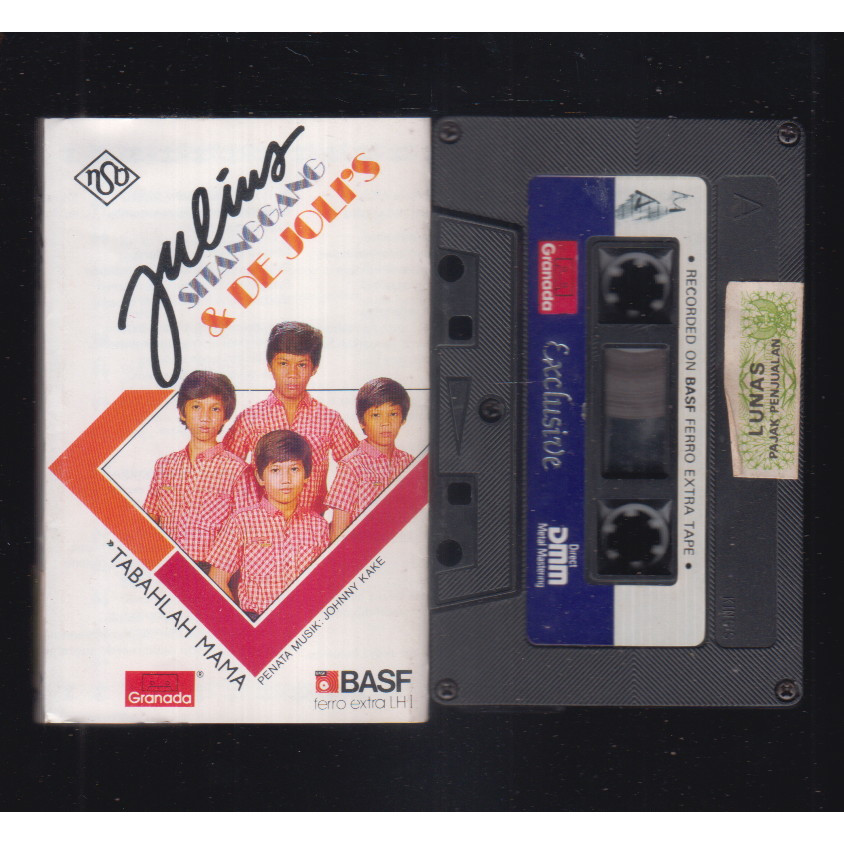 nso
Julius
SITANGGANG
& DE JOLI'S
»TABAHLAH MAMA
PENATA MUSIK: JOHNNY KAKE
Granada®
BASF
ferro extra LH I
A
Granada
Exclusive
Direct
DMM
Metal Mastering
• RECORDED ON BASF FERRO EXTRA TAPE •
A
LUNAS
PAJAK PENJUALAN